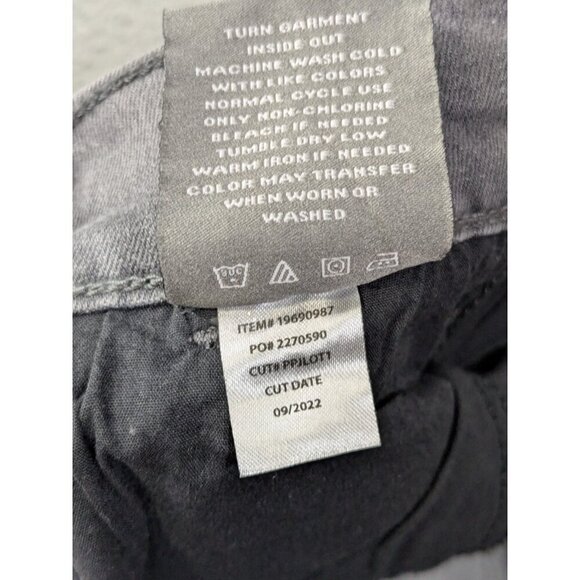 TURN GARMENT
INSIDE OUT
MACHINE WASH COLD
WITH LIKE COLORS
NORMAL CYCLE USE
ONLY NON-CHLORINE
BLEACH IF NEEDED
TUMBLE DRY LOW
WARM IRON IF NEEDED
COLOR MAY TRANSFER
WHEN WORN OR
WASHED
ITEM# 19690987
PO# 2270590
CUT# PPJLOT1
CUT DATE
09/2022